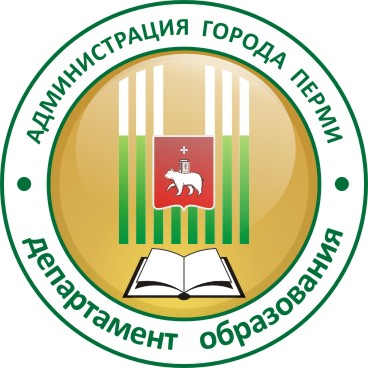 АДМИНИСТРАЦИЯ ГОРОДА ПЕРМИ
департамент образования